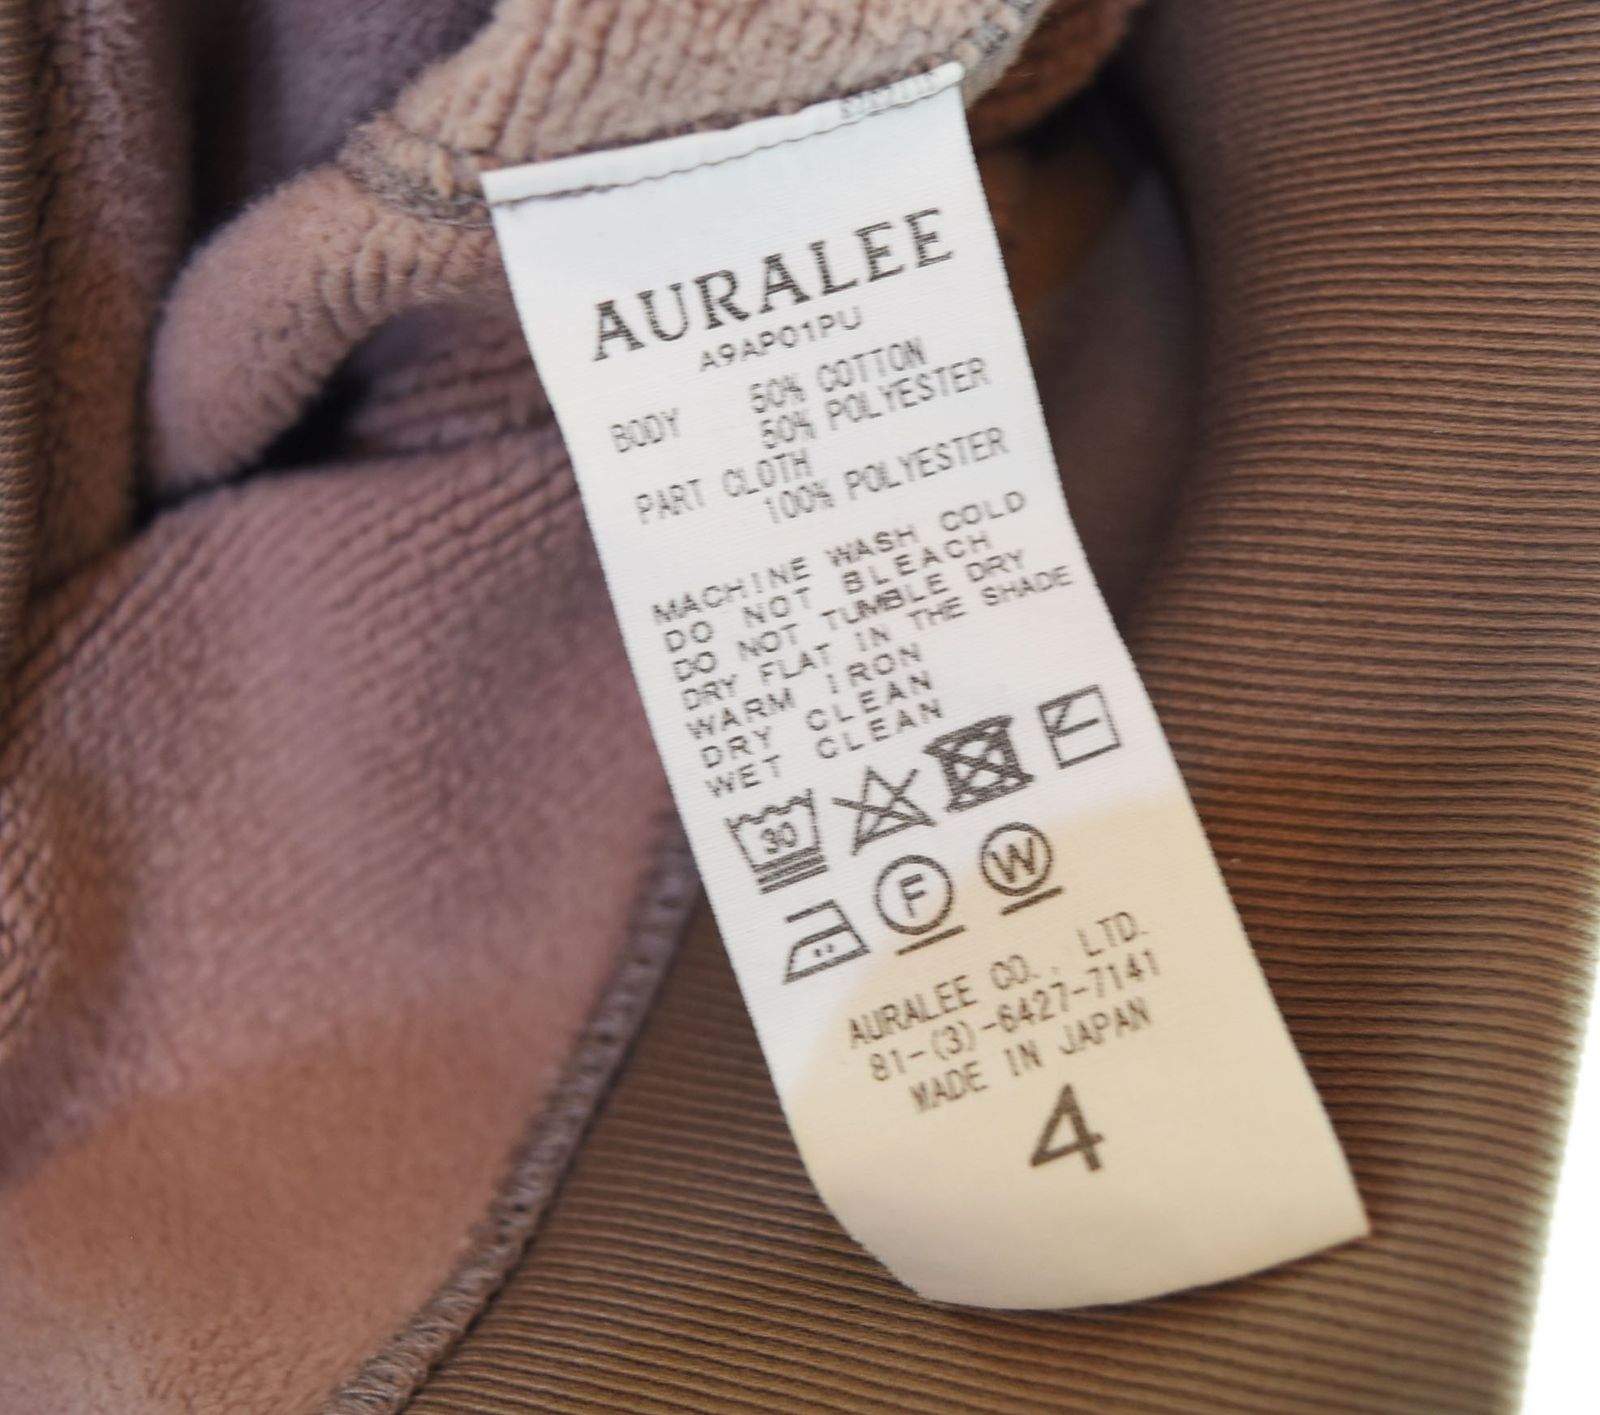 AURALEE
A9AP01PU
BODY 50% COTTON
50% POLYESTER
PART CLOTH
100% POLYESTER
MACHINE WASH COLD
DO NOT BLEACH
DO NOT TUMBLE DRY
DRY FLAT IN THE SHADE
WARM IRON
DRY CLEAN
WET CLEAN
30
F W
AURALEE CO., LTD.
81-(3)-6427-7141
MADE IN JAPAN
4